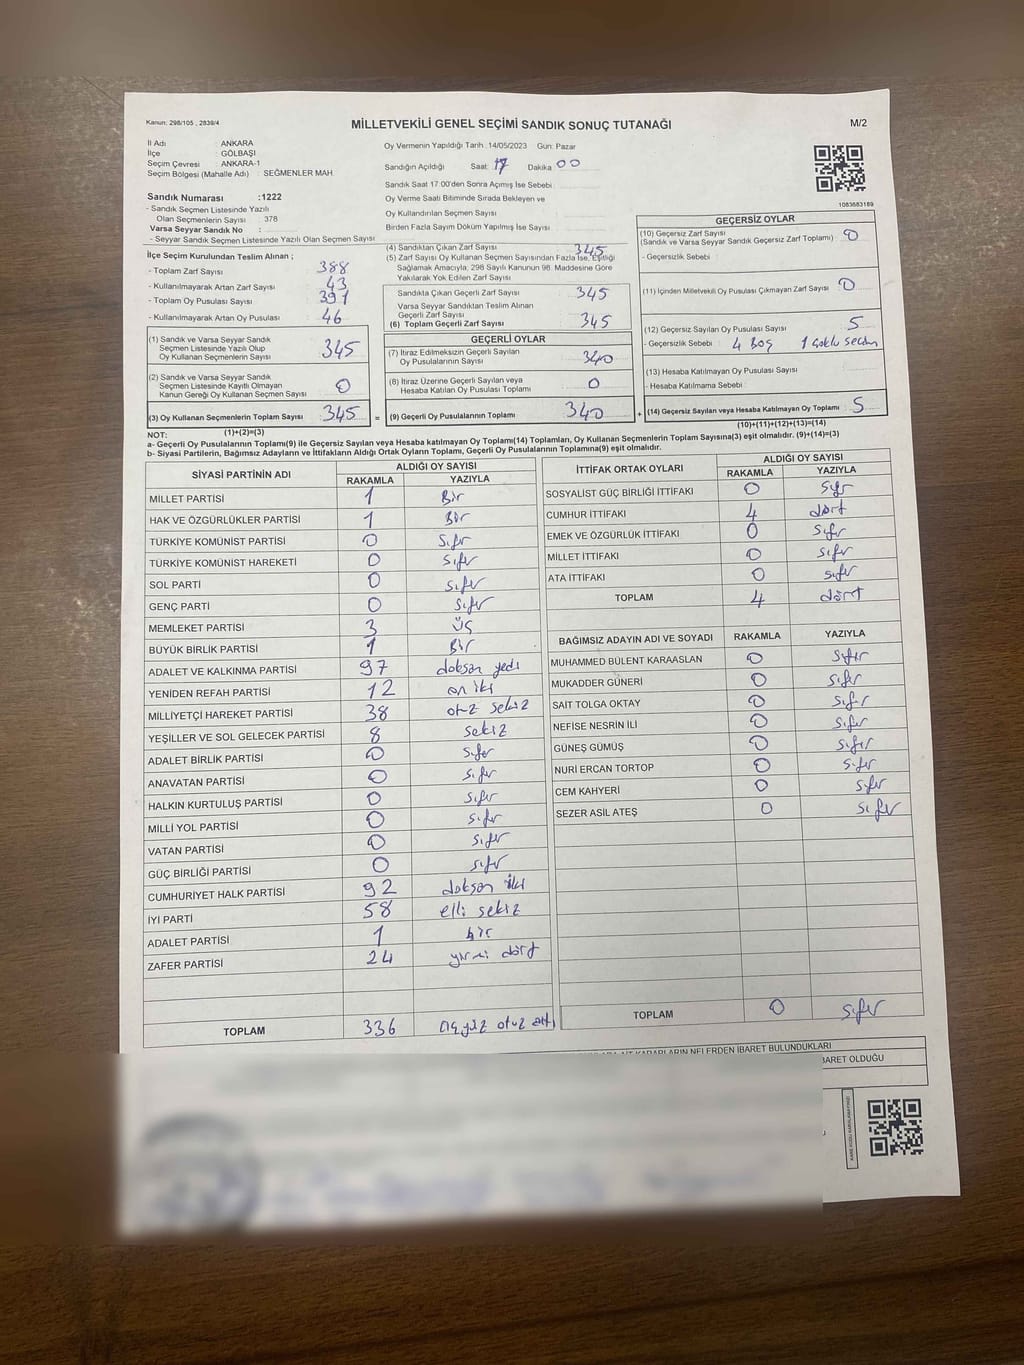 Kanun: 298/105 , 2839/4
MİLLETVEKİLİ GENEL SEÇİMİ SANDIK SONUÇ TUTANAĞI
M/2
İl Adı : ANKARA
İlçe : GÖLBAŞI
Seçim Çevresi : ANKARA-1
Seçim Bölgesi (Mahalle Adı) : SEĞMENLER MAH.
Oy Vermenin Yapıldığı Tarih : 14/05/2023 Gün: Pazar
Sandığın Açıldığı Saat: 17 Dakika 00
Sandık Saat 17:00'den Sonra Açımış İse Sebebi :
Oy Verme Saati Bitiminde Sırada Bekleyen ve
Oy Kullandırılan Seçmen Sayısı
Birden Fazla Sayım Döküm Yapılmış İse Sayısı
1083683189
Sandık Numarası :1222
- Sandık Seçmen Listesinde Yazılı
Olan Seçmenlerin Sayısı : 378
Varsa Seyyar Sandık No :
- Seyyar Sandık Seçmen Listesinde Yazılı Olan Seçmen Sayısı
İlçe Seçim Kurulundan Teslim Alınan ;
- Toplam Zarf Sayısı 388
- Kullanılmayarak Artan Zarf Sayısı 43
- Toplam Oy Pusulası Sayısı 391
- Kullanılmayarak Artan Oy Pusulası 46
(1) Sandık ve Varsa Seyyar Sandık
Seçmen Listesinde Yazılı Olup
Oy Kullanan Seçmenlerin Sayısı 345
(2) Sandık ve Varsa Seyyar Sandık
Seçmen Listesinde Kayıtlı Olmayan
Kanun Gereği Oy Kullanan Seçmen Sayısı 0
(3) Oy Kullanan Seçmenlerin Toplam Sayısı 345 =
(1)+(2)=(3)
(4) Sandıktan Çıkan Zarf Sayısı 345
(5) Zarf Sayısı Oy Kullanan Seçmen Sayısından Fazla İse, Eşitliği
Sağlamak Amacıyla, 298 Sayılı Kanunun 98. Maddesine Göre
Yakılarak Yok Edilen Zarf Sayısı
Sandıkta Çıkan Geçerli Zarf Sayısı 345
Varsa Seyyar Sandıktan Teslim Alınan
Geçerli Zarf Sayısı
(6) Toplam Geçerli Zarf Sayısı 345
GEÇERLİ OYLAR
(7) İtiraz Edilmeksizin Geçerli Sayılan
Oy Pusulalarının Sayısı 340
(8) İtiraz Üzerine Geçerli Sayılan veya
Hesaba Katılan Oy Pusulası Toplamı 0
(9) Geçerli Oy Pusulalarının Toplamı 340 +
GEÇERSİZ OYLAR
(10) Geçersiz Zarf Sayısı 0
(Sandık ve Varsa Seyyar Sandık Geçersiz Zarf Toplamı)
- Geçersizlik Sebebi
(11) İçinden Milletvekili Oy Pusulası Çıkmayan Zarf Sayısı 0
(12) Geçersiz Sayılan Oy Pusulası Sayısı 5
- Geçersizlik Sebebi 4 Boş 1 çoklu seçim
(13) Hesaba Katılmayan Oy Pusulası Sayısı
- Hesaba Katılmama Sebebi
(14) Geçersiz Sayılan veya Hesaba Katılmayan Oy Toplamı 5
(10)+(11)+(12)+(13)=(14)
NOT:
a- Geçerli Oy Pusulalarının Toplamı(9) ile Geçersiz Sayılan veya Hesaba katılmayan Oy Toplamı(14) Toplamları, Oy Kullanan Seçmenlerin Toplam Sayısına(3) eşit olmalıdır. (9)+(14)=(3)
b- Siyasi Partilerin, Bağımsız Adayların ve İttifakların Aldığı Oyların Toplamı, Geçerli Oy Pusulalarının Toplamına(9) eşit olmalıdır.
SİYASİ PARTİNİN ADI ALDIĞI OY SAYISI
RAKAMLA YAZIYLA
MİLLET PARTİSİ 1 Bir
HAK VE ÖZGÜRLÜKLER PARTİSİ 1 Bir
TÜRKİYE KOMÜNİST PARTİSİ 0 Sıfır
TÜRKİYE KOMÜNİST HAREKETİ 0 Sıfır
SOL PARTİ 0 sıfır
GENÇ PARTİ 0 Sıfır
MEMLEKET PARTİSİ 3 Üç
BÜYÜK BİRLİK PARTİSİ 1 Bir
ADALET VE KALKINMA PARTİSİ 97 doksan yedi
YENİDEN REFAH PARTİSİ 12 on iki
MİLLİYETÇİ HAREKET PARTİSİ 38 otuz sekiz
YEŞİLLER VE SOL GELECEK PARTİSİ 8 sekiz
ADALET BİRLİK PARTİSİ 0 sıfır
ANAVATAN PARTİSİ 0 sıfır
HALKIN KURTULUŞ PARTİSİ 0 sıfır
MİLLİ YOL PARTİSİ 0 sıfır
VATAN PARTİSİ 0 sıfır
GÜÇ BİRLİĞİ PARTİSİ 0 sıfır
CUMHURİYET HALK PARTİSİ 92 doksan iki
İYİ PARTİ 58 elli sekiz
ADALET PARTİSİ 1 bir
ZAFER PARTİSİ 24 yirmi dört
TOPLAM 336 üçyüz otuz altı
İTTİFAK ORTAK OYLARI ALDIĞI OY SAYISI
RAKAMLA YAZIYLA
SOSYALİST GÜÇ BİRLİĞİ İTTİFAKI 0 Sıfır
CUMHUR İTTİFAKI 4 dört
EMEK VE ÖZGÜRLÜK İTTİFAKI 0 sıfır
MİLLET İTTİFAKI 0 sıfır
ATA İTTİFAKI 0 sıfır
TOPLAM 4 dört
BAĞIMSIZ ADAYIN ADI VE SOYADI RAKAMLA YAZIYLA
MUHAMMED BÜLENT KARAASLAN 0 Sıfır
MUKADDER GÜNERİ 0 sıfır
SAİT TOLGA OKTAY 0 sıfır
NEFİSE NESRİN İLİ 0 sıfır
GÜNEŞ GÜMÜŞ 0 sıfır
NURİ ERCAN TORTOP 0 sıfır
CEM KAHYERİ 0 sıfır
SEZER ASİL ATEŞ 0 sıfır
TOPLAM 0 sıfır
KARARLARIN NELERDEN İBARET BULUNDUKLARI
BARET OLDUĞU